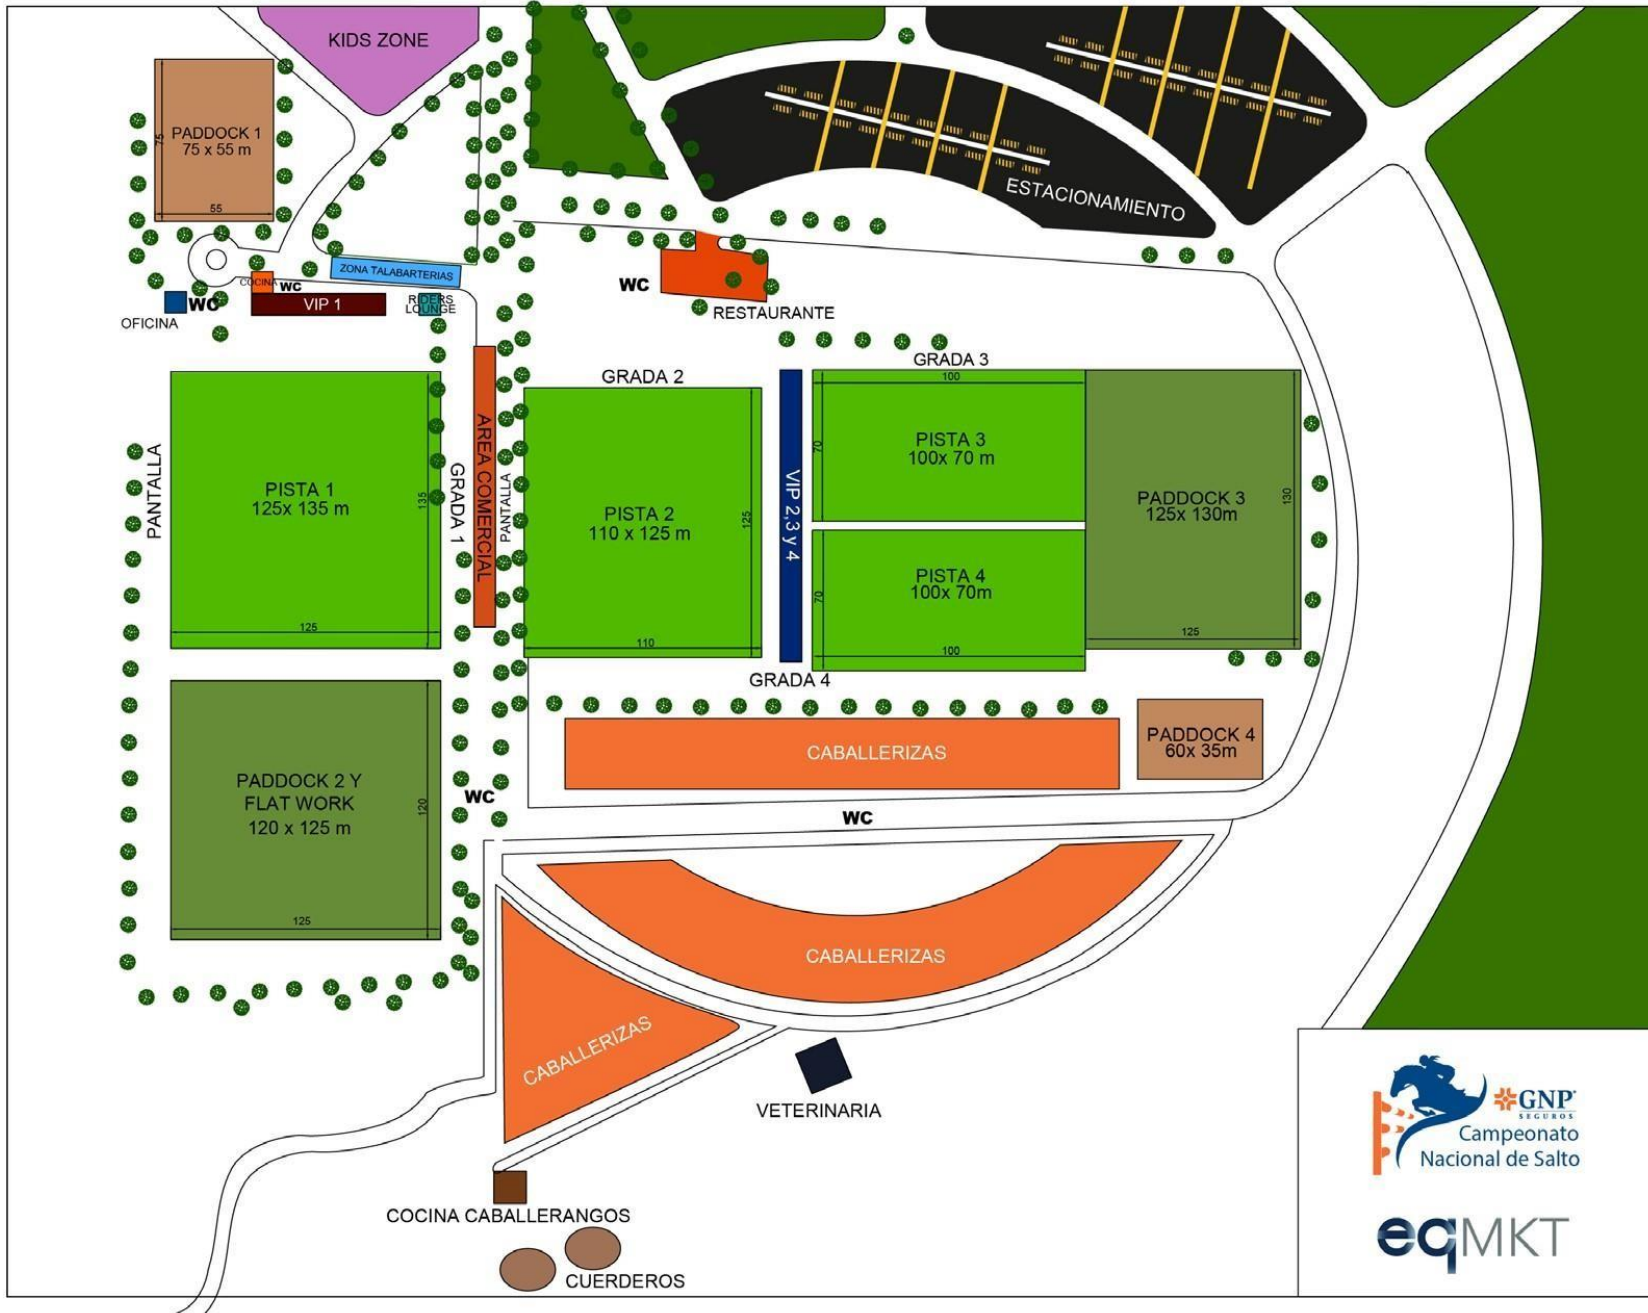 KIDS ZONE
PADDOCK 1
75 x 55 m
75
55
ESTACIONAMIENTO
ZONA TALABARTERIAS
COCINA
WC
VIP 1
RIDERS
LOUNGE
WC
OFICINA
WC
RESTAURANTE
GRADA 2
GRADA 3
100
PISTA 1
125x 135 m
135
125
PANTALLA
GRADA 1
AREA COMERCIAL
PANTALLA
PISTA 2
110 x 125 m
125
110
VIP 2,3 y 4
PISTA 3
100x 70 m
70
PISTA 4
100x 70m
70
100
PADDOCK 3
125x 130m
130
125
GRADA 4
CABALLERIZAS
PADDOCK 4
60x 35m
PADDOCK 2 Y
FLAT WORK
120 x 125 m
120
125
WC
WC
CABALLERIZAS
CABALLERIZAS
VETERINARIA
COCINA CABALLERANGOS
CUERDEROS
GNP
SEGUROS
Campeonato
Nacional de Salto
eqMKT